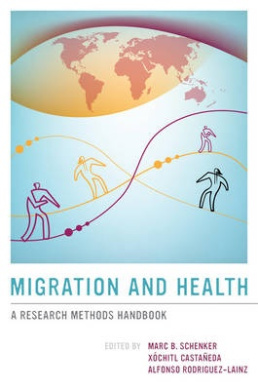 MIGRATION AND HEALTH
A RESEARCH METHODS HANDBOOK
EDITED BY MARC B. SCHENKER
XÓCHITL CASTAÑEDA
ALFONSO RODRIGUEZ-LAINZ